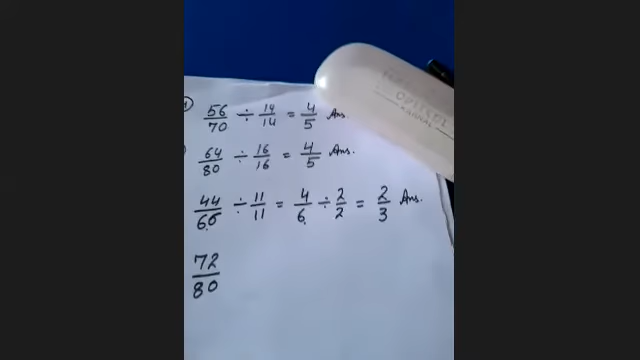 56/70 ÷ 14/14 = 4/5 Ans.
64/80 ÷ 16/16 = 4/5 Ans.
44/66 ÷ 11/11 = 4/6 ÷ 2/2 = 2/3 Ans.
72/80